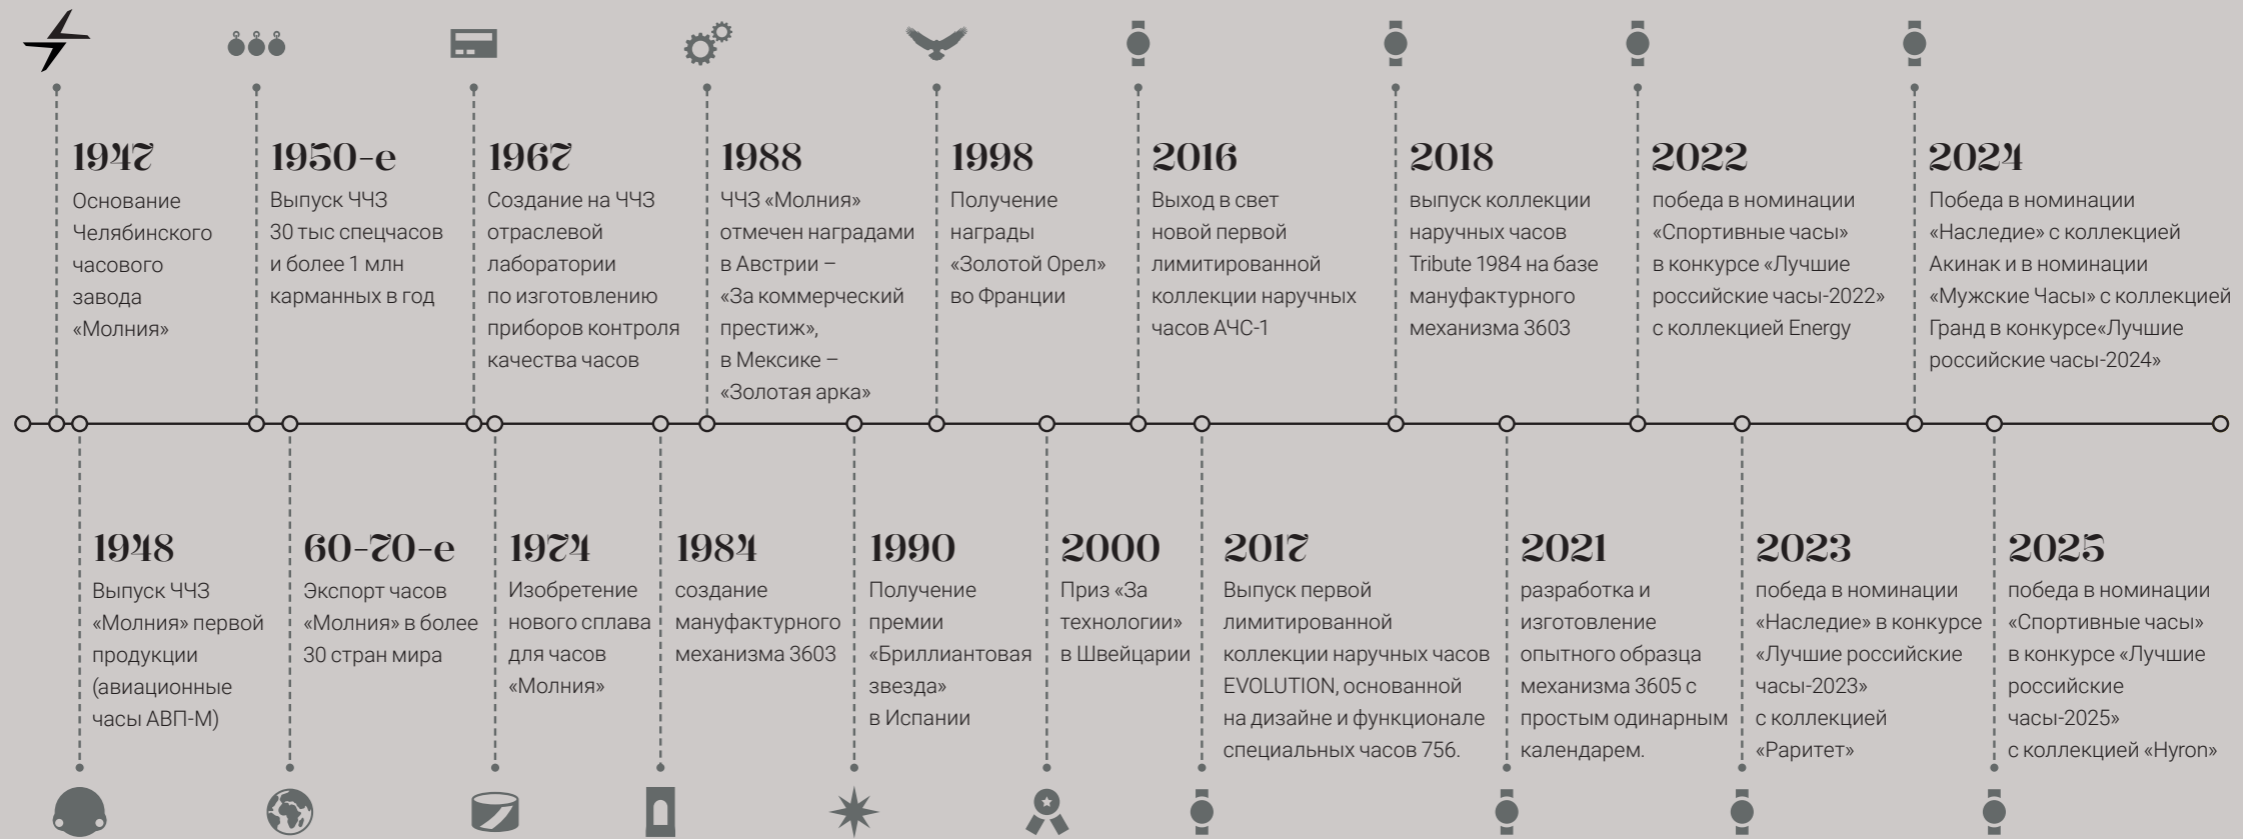 1947
Основание
Челябинского
часового
завода
«Молния»
1950-е
Выпуск ЧЧЗ
30 тыс спецчасов
и более 1 млн
карманных в год
1967
Создание на ЧЧЗ
отраслевой
лаборатории
по изготовлению
приборов контроля
качества часов
1988
ЧЧЗ «Молния»
отмечен наградами
в Австрии –
«За коммерческий
престиж»,
в Мексике –
«Золотая арка»
1998
Получение
награды
«Золотой Орел»
во Франции
2016
Выход в свет
новой первой
лимитированной
коллекции наручных
часов АЧС-1
2018
выпуск коллекции
наручных часов
Tribute 1984 на базе
мануфактурного
механизма 3603
2022
победа в номинации
«Спортивные часы»
в конкурсе «Лучшие
российские часы-2022»
с коллекцией Energy
2024
Победа в номинации
«Наследие» с коллекцией
Акинак и в номинации
«Мужские Часы» с коллекцией
Гранд в конкурсе«Лучшие
российские часы-2024»
1948
Выпуск ЧЧЗ
«Молния» первой
продукции
(авиационные
часы АВП-М)
60-70-е
Экспорт часов
«Молния» в более
30 стран мира
1974
Изобретение
нового сплава
для часов
«Молния»
1984
создание
мануфактурного
механизма 3603
1990
Получение
премии
«Бриллиантовая
звезда»
в Испании
2000
Приз «За
технологии»
в Швейцарии
2017
Выпуск первой
лимитированной
коллекции наручных часов
EVOLUTION, основанной
на дизайне и функционале
специальных часов 756.
2021
разработка и
изготовление
опытного образца
механизма 3605 с
простым одинарным
календарем.
2023
победа в номинации
«Наследие» в конкурсе
«Лучшие российские
часы-2023»
с коллекцией
«Раритет»
2025
победа в номинации
«Спортивные часы»
в конкурсе «Лучшие
российские
часы-2025»
с коллекцией «Hyron»